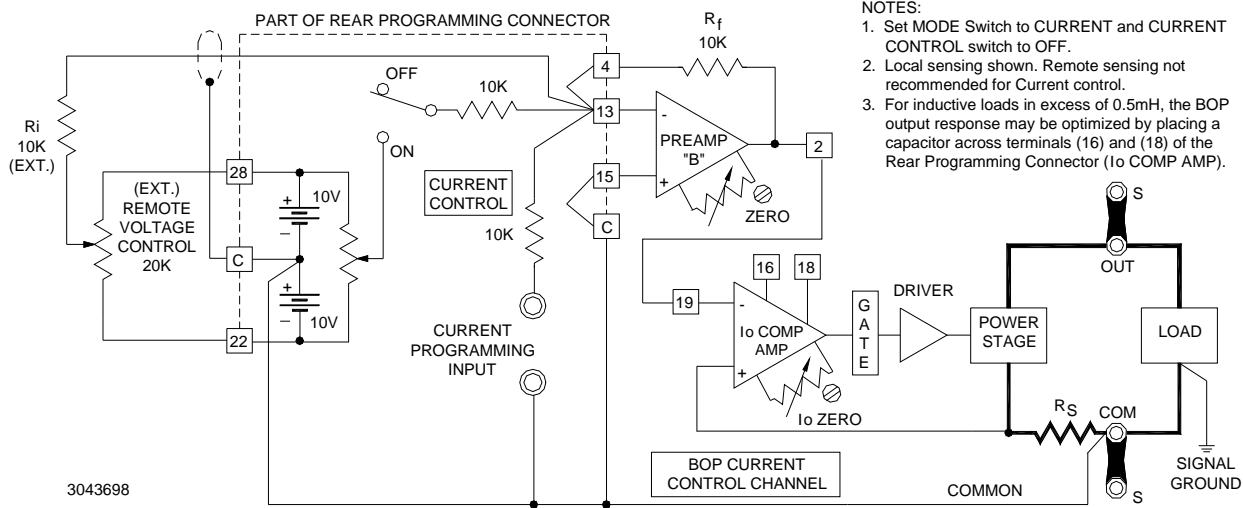 PART OF REAR PROGRAMMING CONNECTOR
NOTES:
1. Set MODE Switch to CURRENT and CURRENT
CONTROL switch to OFF.
2. Local sensing shown. Remote sensing not
recommended for Current control.
3. For inductive loads in excess of 0.5mH, the BOP
output response may be optimized by placing a
capacitor across terminals (16) and (18) of the
Rear Programming Connector (Io COMP AMP).
Rf
10K
4
OFF
10K
13
-
PREAMP
"B"
+
2
Ri
10K
(EXT.)
ON
28
15
ZERO
(EXT.)
REMOTE
VOLTAGE
CONTROL
20K
+
10V
–
CURRENT
CONTROL
10K
C
C
+
10V
–
22
S
OUT
16
18
19
-
Io COMP
AMP
+
GATE
DRIVER
POWER
STAGE
LOAD
CURRENT
PROGRAMMING
INPUT
Io ZERO
RS
COM
BOP CURRENT
CONTROL CHANNEL
SIGNAL
GROUND
3043698
COMMON
S